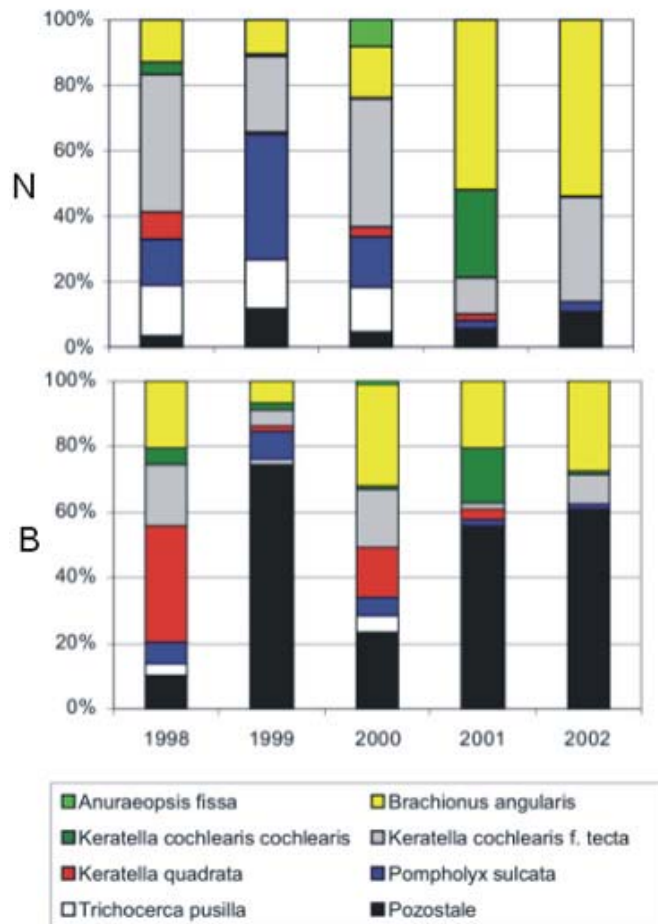 100%
80%
N
60%
40%
20%
0%
100%
80%
60%
B
40%
20%
0%
1998 1999 2000 2001 2002
Anuraeopsis fissa Brachionus angularis
Keratella cochlearis cochlearis Keratella cochlearis f. tecta
Keratella quadrata Pompholyx sulcata
Trichocerca pusilla Pozostale